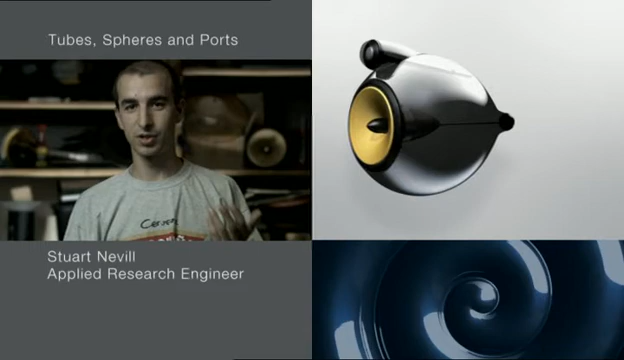 Tubes, Spheres and Ports
Stuart Nevill
Applied Research Engineer